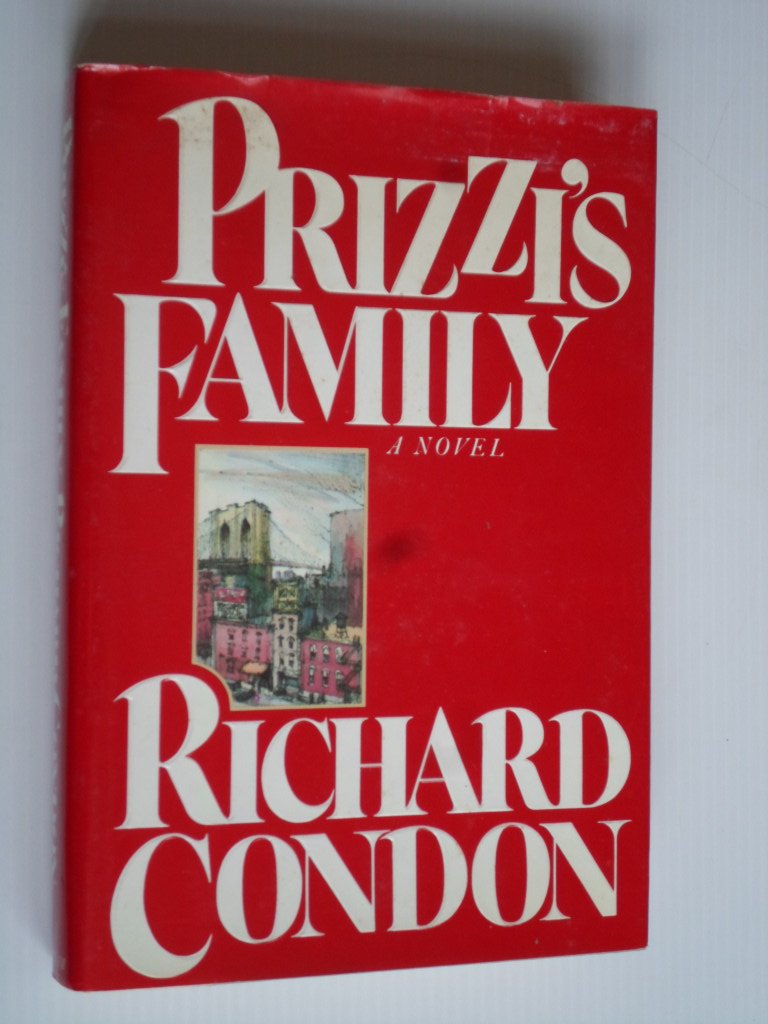 PRIZZI'S
FAMILY
A NOVEL
RICHARD
CONDON